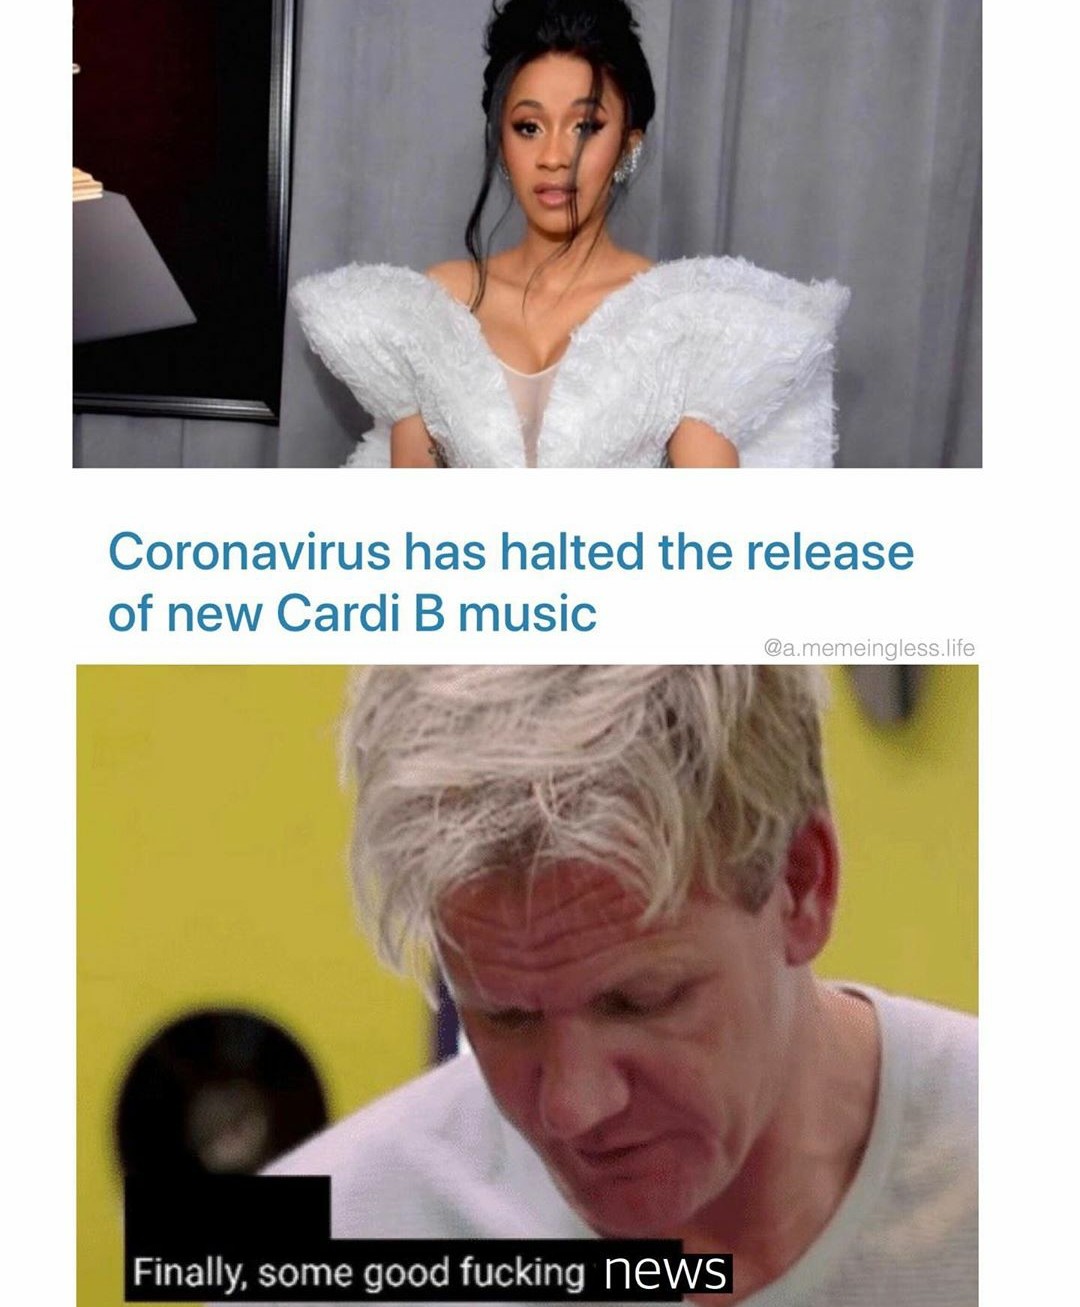 Coronavirus has halted the release
of new Cardi B music
@a.memeingless.life
Finally, some good fucking news